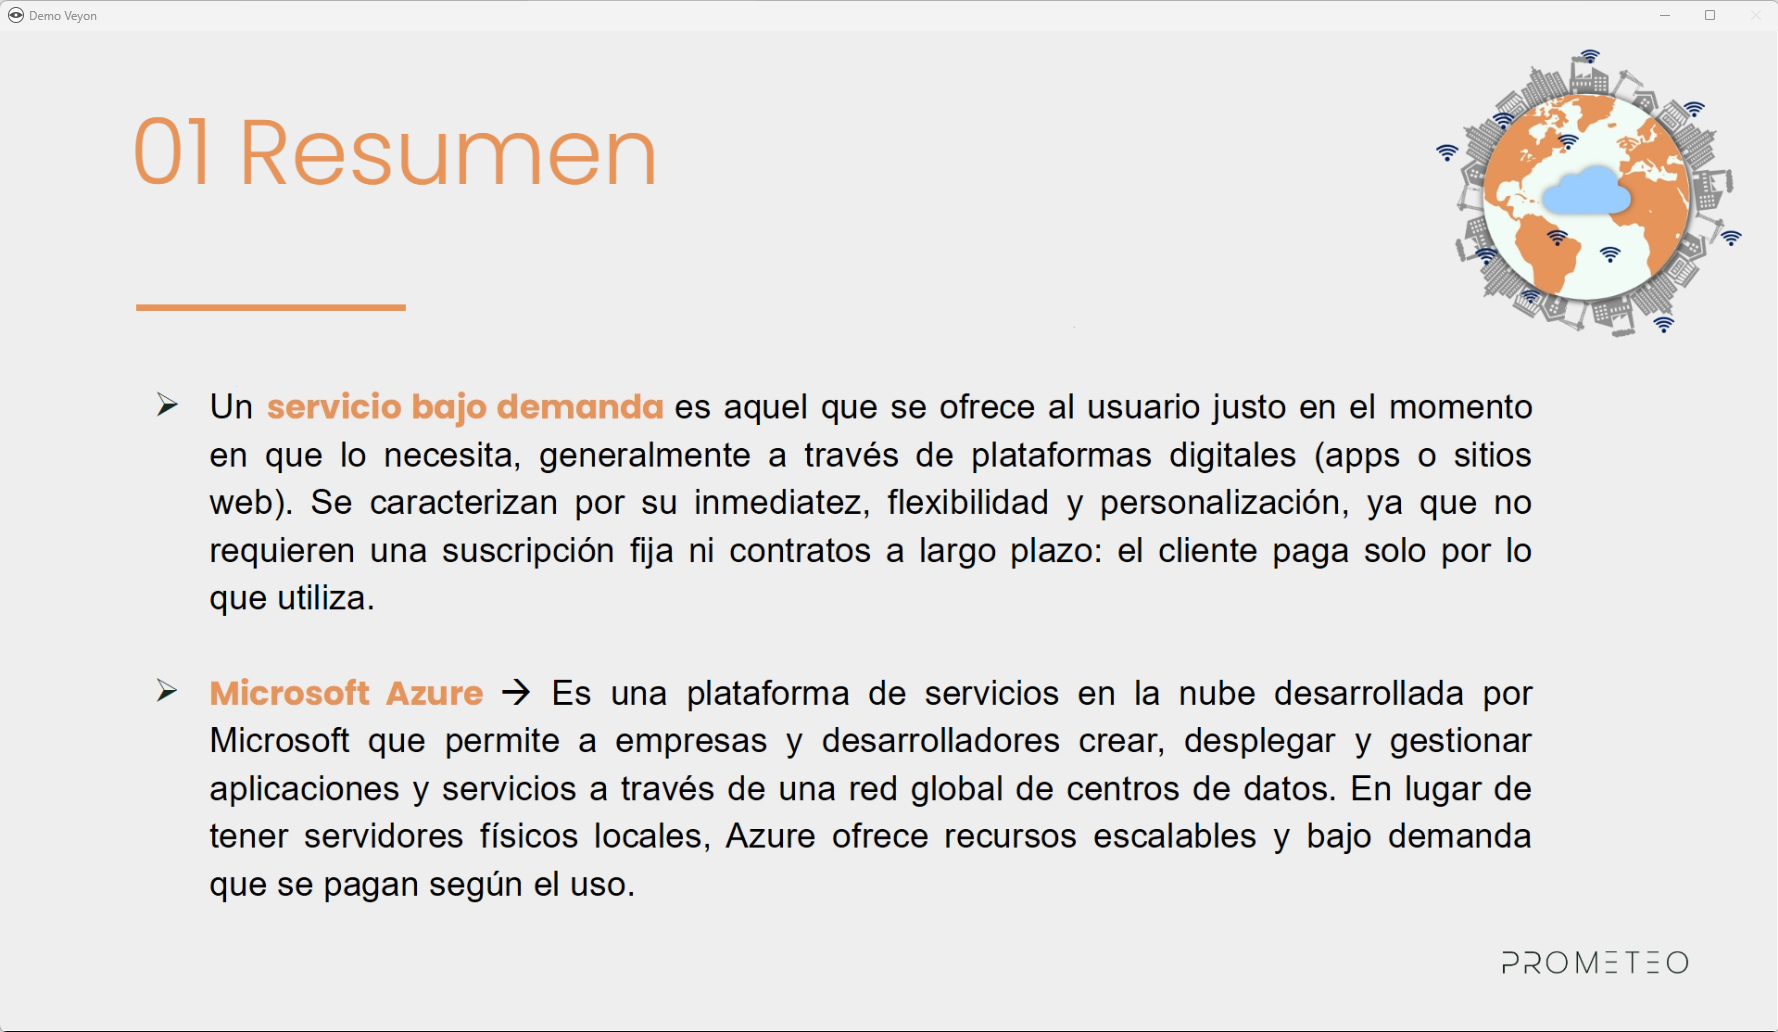 Demo Veyon
01 Resumen
➢ Un servicio bajo demanda es aquel que se ofrece al usuario justo en el momento
en que lo necesita, generalmente a través de plataformas digitales (apps o sitios
web). Se caracterizan por su inmediatez, flexibilidad y personalización, ya que no
requieren una suscripción fija ni contratos a largo plazo: el cliente paga solo por lo
que utiliza.
➢ Microsoft Azure → Es una plataforma de servicios en la nube desarrollada por
Microsoft que permite a empresas y desarrolladores crear, desplegar y gestionar
aplicaciones y servicios a través de una red global de centros de datos. En lugar de
tener servidores físicos locales, Azure ofrece recursos escalables y bajo demanda
que se pagan según el uso.
PROMETEO